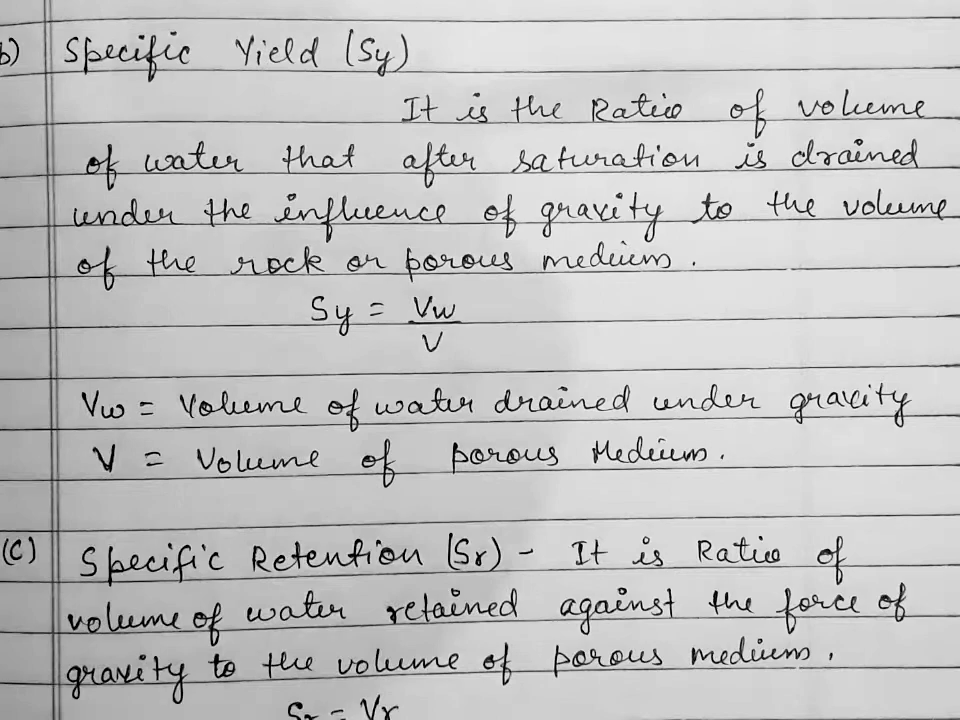 b) Specific Yield (Sy)
It is the Ratio of volume
of water that after saturation is drained
under the influence of gravity to the volume
of the rock or porous medium.
Sy = Vw
V
Vw = Volume of water drained under gravity
V = Volume of porous Medium.
(C) Specific Retention (Sr) - It is Ratio of
volume of water retained against the force of
gravity to the volume of porous medium.
Sr = Vr